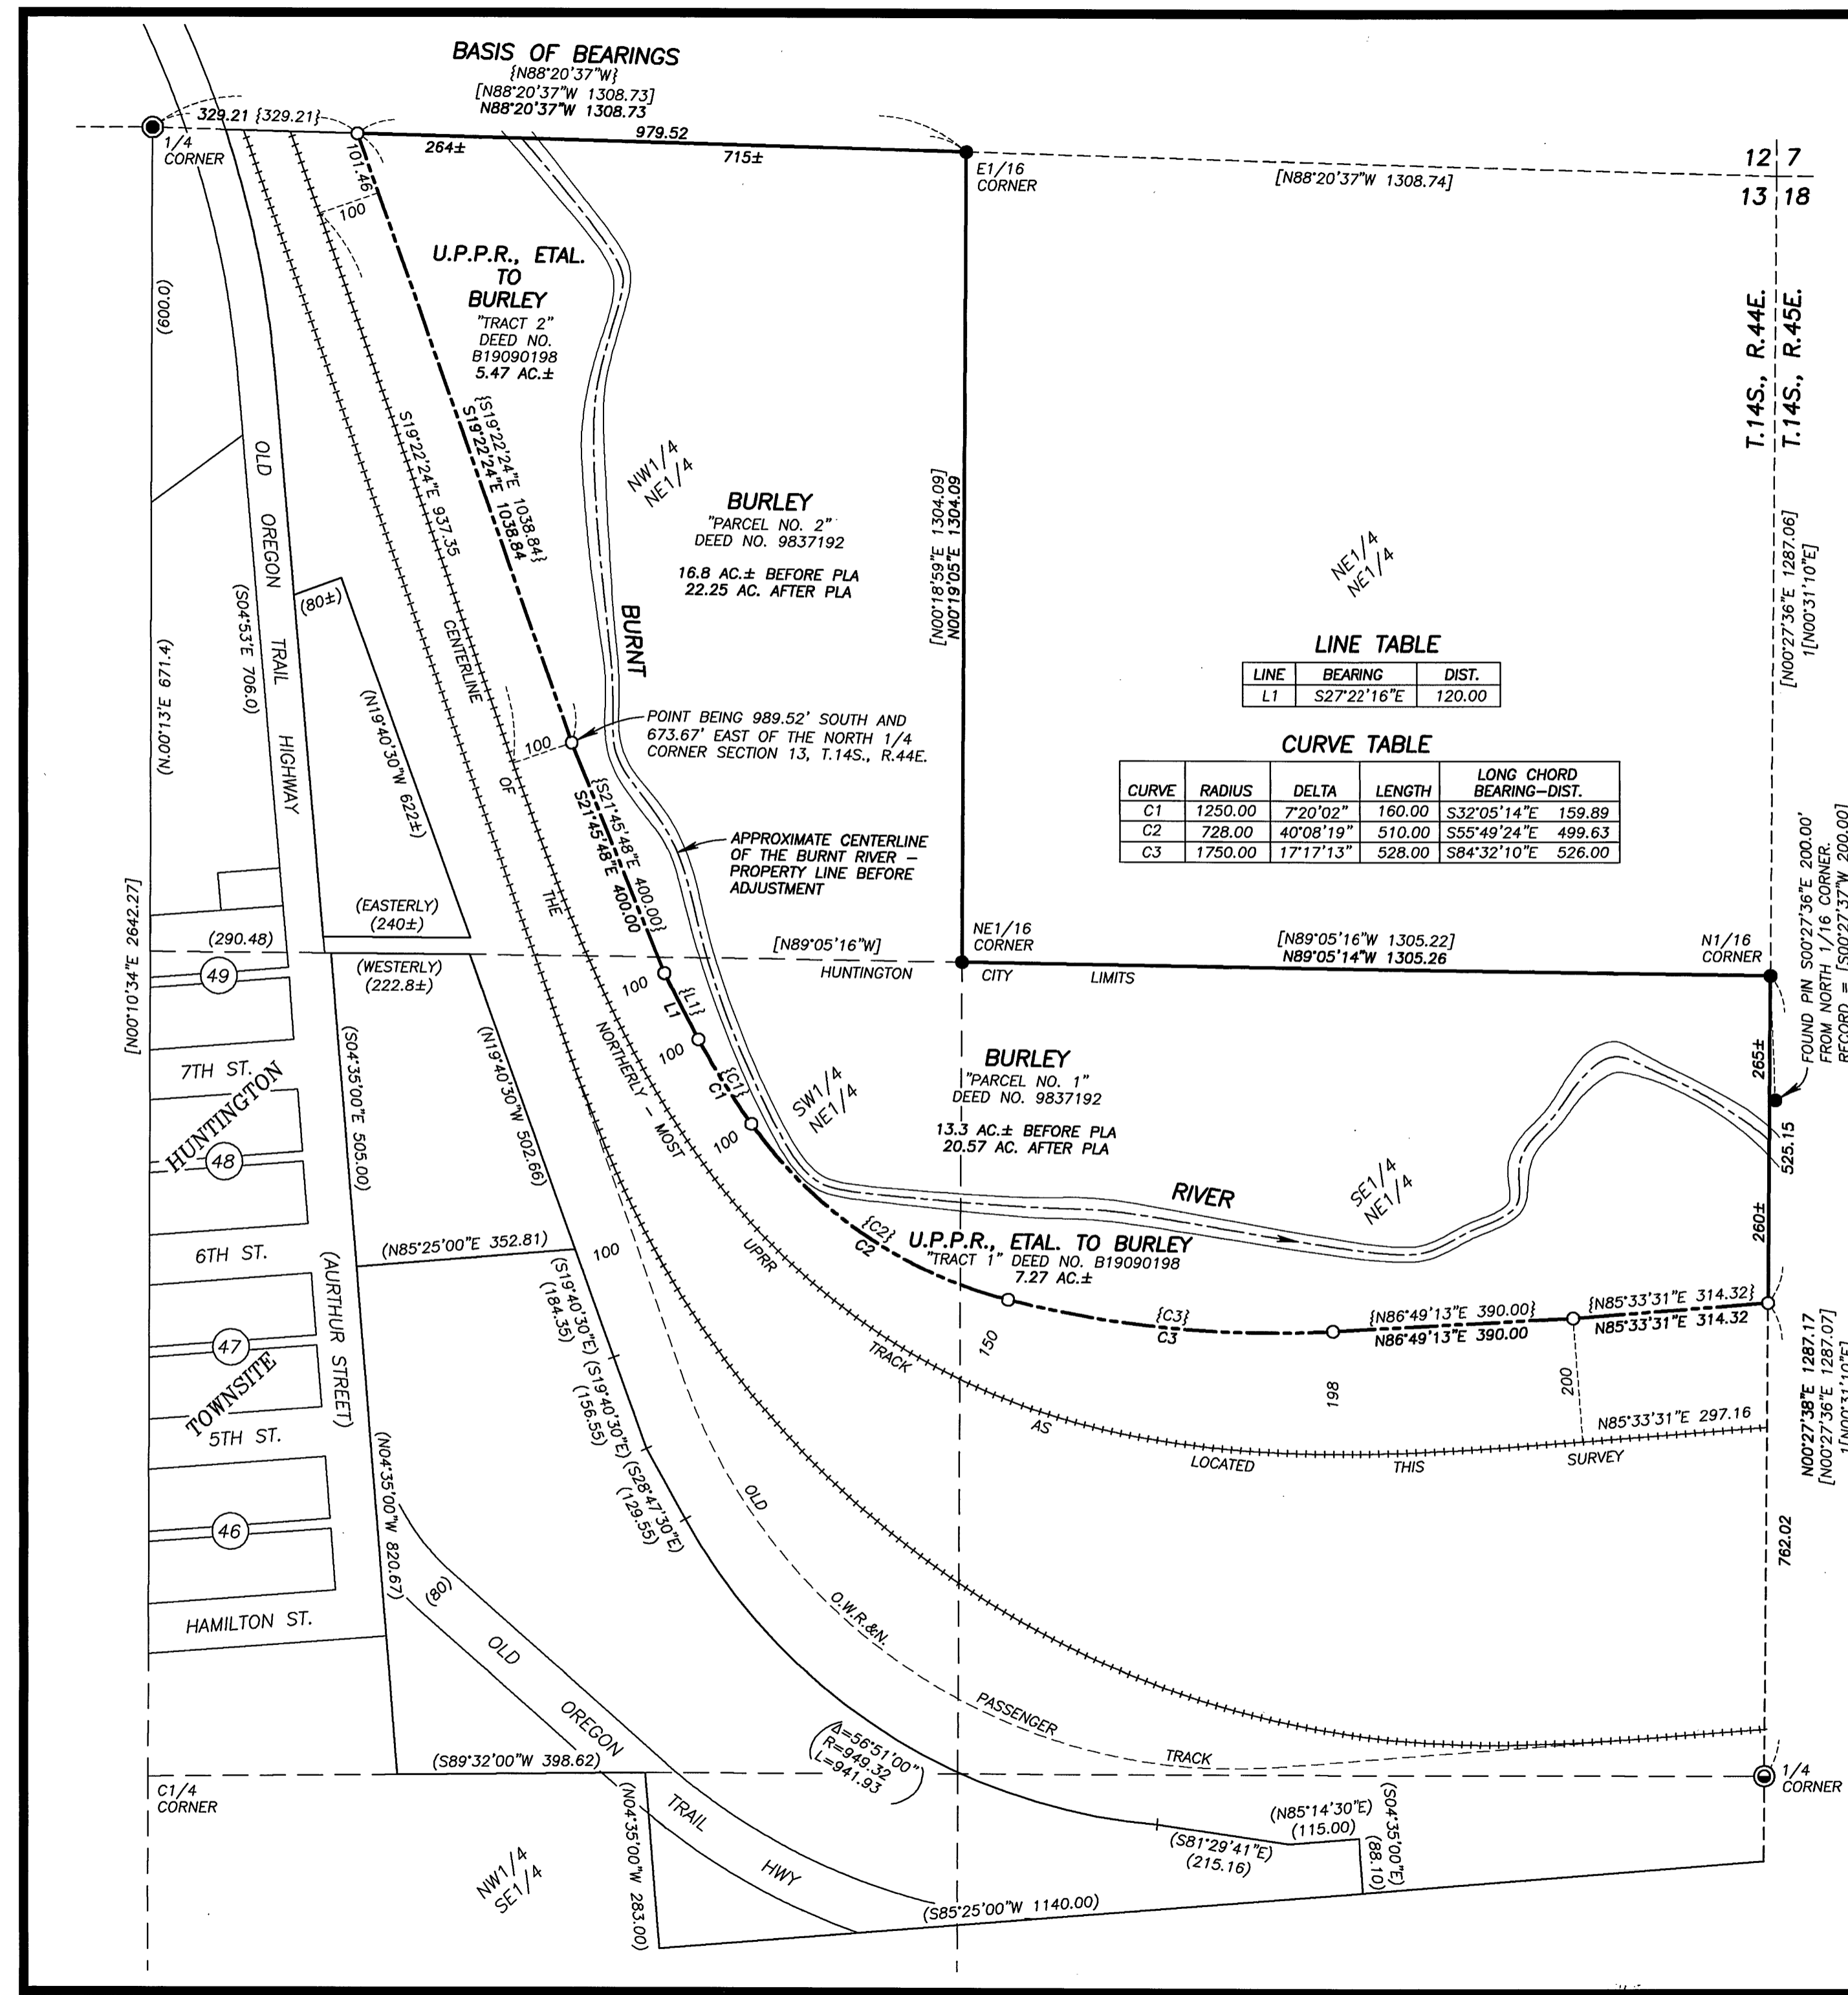 BASIS OF BEARINGS
{N88°20'37"W}
[N88°20'37"W 1308.73]
N88°20'37"W 1308.73
329.21 {329.21}
979.52
264±
715±
1/4
CORNER
E1/16
CORNER
[N88°20'37"W 1308.74]
12 7
13 18
101.46
100
U.P.P.R., ETAL.
TO
BURLEY
"TRACT 2"
DEED NO.
B19090198
5.47 AC.±
(600.0)
T.14S., R.44E.
T.14S., R.45E.
OLD OREGON TRAIL HIGHWAY
S19°22'24"E 937.35
{S19°22'24"E 1038.84}
S19°22'24"E 1038.84
NW1/4
NE1/4
BURLEY
"PARCEL NO. 2"
DEED NO. 9837192
16.8 AC.± BEFORE PLA
22.25 AC. AFTER PLA
[N00°18'59"E 1304.09]
N00°19'05"E 1304.09
NE1/4
NE1/4
[N00°27'36"E 1287.06]
1[N00°31'10"E]
(S04°53'E 706.0)
(80±)
(N.00°13'E 671.4)
(N19°40'30"W 622±)
CENTERLINE OF THE NORTHERLY - MOST UPRR TRACK AS LOCATED THIS SURVEY
BURNT
LINE TABLE
LINE BEARING DIST.
L1 S27°22'16"E 120.00
100
POINT BEING 989.52' SOUTH AND
673.67' EAST OF THE NORTH 1/4
CORNER SECTION 13, T.14S., R.44E.
CURVE TABLE
CURVE RADIUS DELTA LENGTH LONG CHORD BEARING-DIST.
C1 1250.00 7°20'02" 160.00 S32°05'14"E 159.89
C2 728.00 40°08'19" 510.00 S55°49'24"E 499.63
C3 1750.00 17°17'13" 528.00 S84°32'10"E 526.00
{S21°45'48"E 400.00}
S21°45'48"E 400.00
APPROXIMATE CENTERLINE
OF THE BURNT RIVER –
PROPERTY LINE BEFORE
ADJUSTMENT
FOUND PIN S00°27'36"E 200.00'
FROM NORTH 1/16 CORNER.
RECORD = [S00°27'37"W 200.00]
[N00°10'34"E 2642.27]
(EASTERLY)
(240±)
(290.48)
(WESTERLY)
(222.8±)
[N89°05'16"W]
HUNTINGTON CITY LIMITS
NE1/16
CORNER
[N89°05'16"W 1305.22]
N89°05'14"W 1305.26
N1/16
CORNER
49
100
{L1}
L1
100
{C1}
C1
100
7TH ST.
HUNTINGTON
48
(S04°35'00"E 505.00)
(N19°40'30"W 502.66)
SW1/4
NE1/4
BURLEY
"PARCEL NO. 1"
DEED NO. 9837192
13.3 AC.± BEFORE PLA
20.57 AC. AFTER PLA
265±
525.15
260±
SE1/4
NE1/4
RIVER
6TH ST.
(N85°25'00"E 352.81)
100
{C2}
C2
U.P.P.R., ETAL. TO BURLEY
"TRACT 1" DEED NO. B19090198
7.27 AC.±
{C3}
C3
{N86°49'13"E 390.00}
N86°49'13"E 390.00
{N85°33'31"E 314.32}
N85°33'31"E 314.32
(S19°40'30"E)
(184.35)
(S19°40'30"E)
(156.55)
(S28°47'30"E)
(129.55)
150
198
200
N85°33'31"E 297.16
N00°27'38"E 1287.17
[N00°27'36"E 1287.07]
1[N00°31'10"E]
47
TOWNSITE
(AURTHUR STREET)
5TH ST.
46
(N04°35'00"W 820.67)
762.02
HAMILTON ST.
(80)
OLD OREGON TRAIL HWY
OLD O.W.R.&N. PASSENGER TRACK
(S89°32'00"W 398.62)
C1/4
CORNER
Δ=56°51'00"
R=949.32
L=941.93
1/4
CORNER
(N04°35'00"W 283.00)
NW1/4
SE1/4
(S81°29'41"E)
(215.16)
(N85°14'30"E)
(115.00)
(S04°35'00"E)
(88.10)
(S85°25'00"W 1140.00)